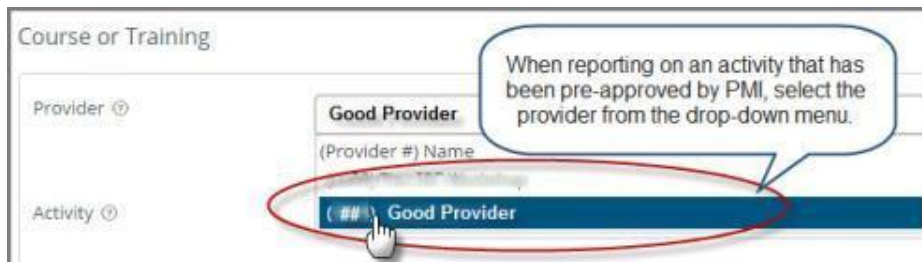 Course or Training
When reporting on an activity that has
been pre-approved by PMI, select the
provider from the drop-down menu.
Provider ?
Good Provider
(Provider #) Name
Activity ?
( ## ) Good Provider